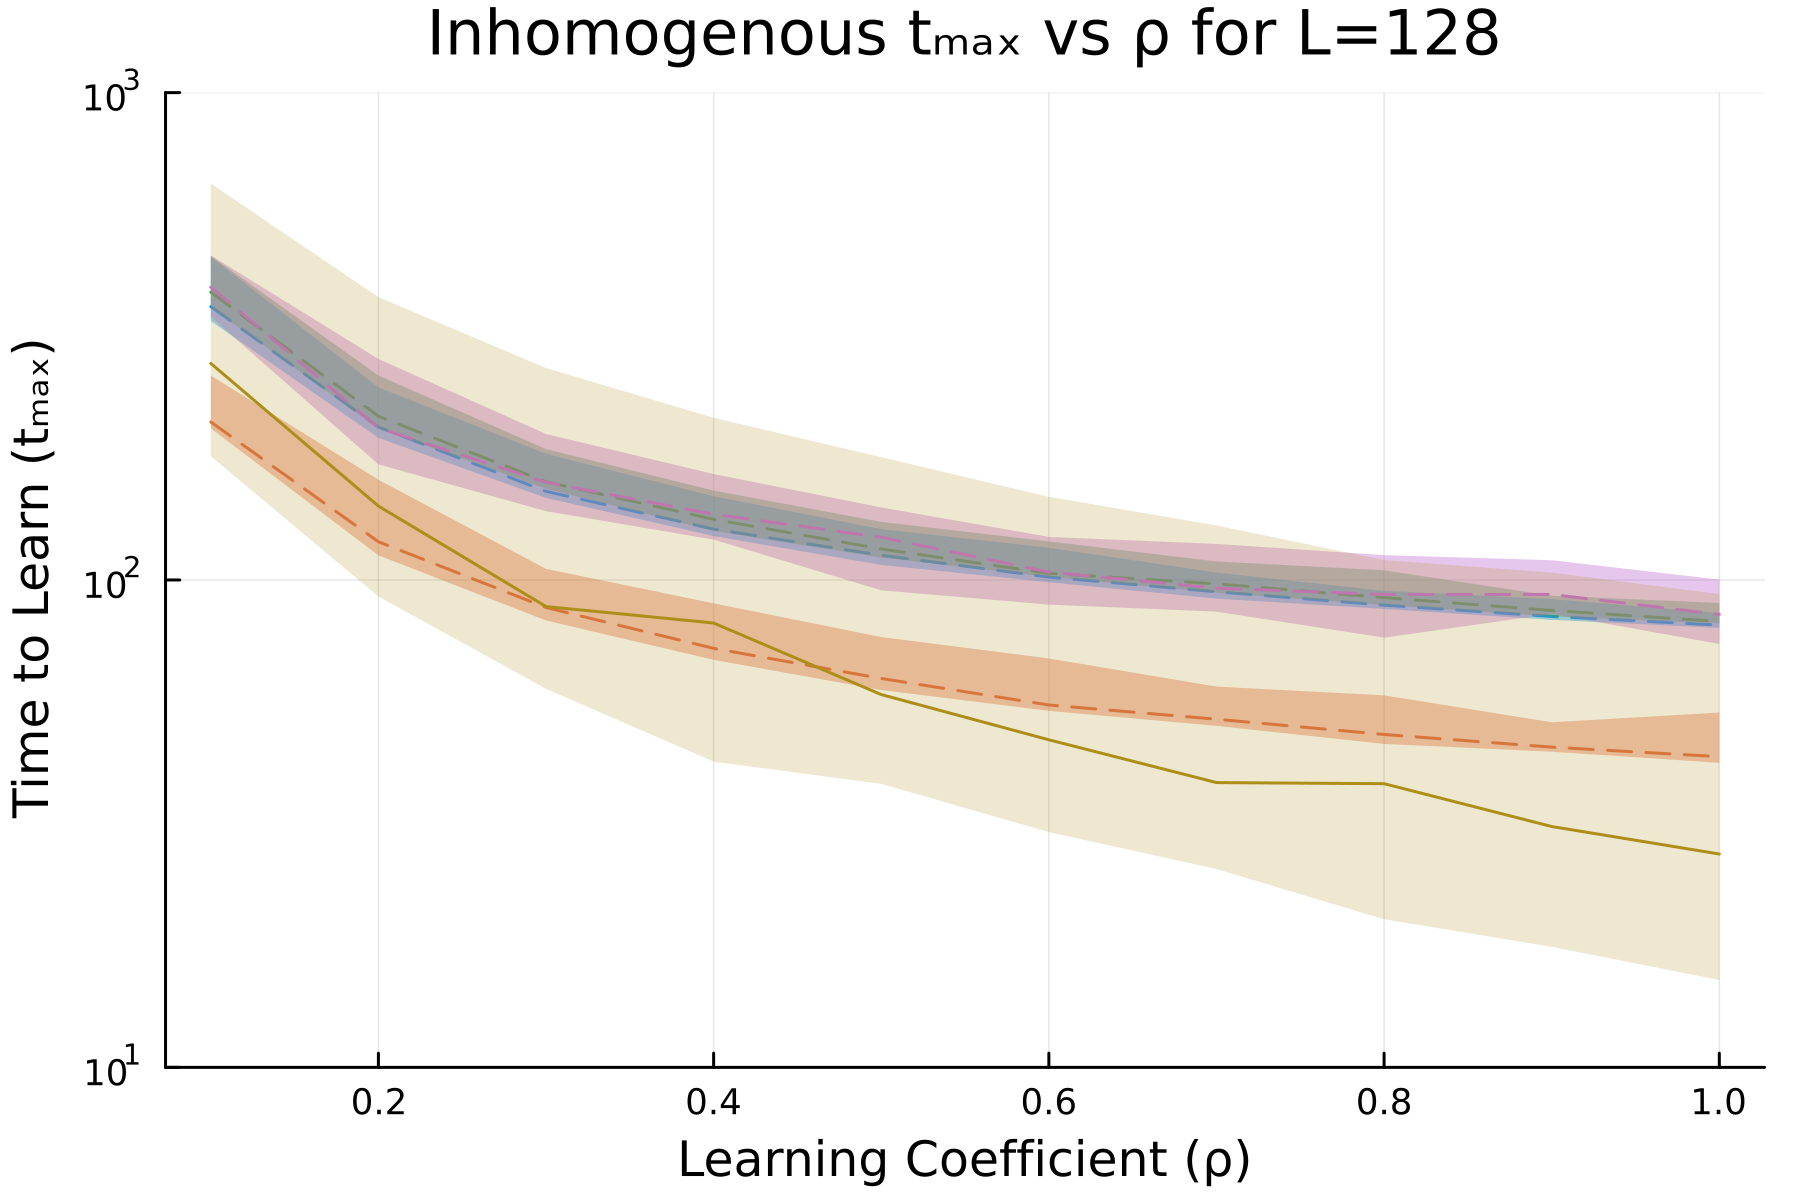 Inhomogenous tₘₐₓ vs ρ for L=128
10³
10²
10¹
Time to Learn (tₘₐₓ)
0.2 0.4 0.6 0.8 1.0
Learning Coefficient (ρ)